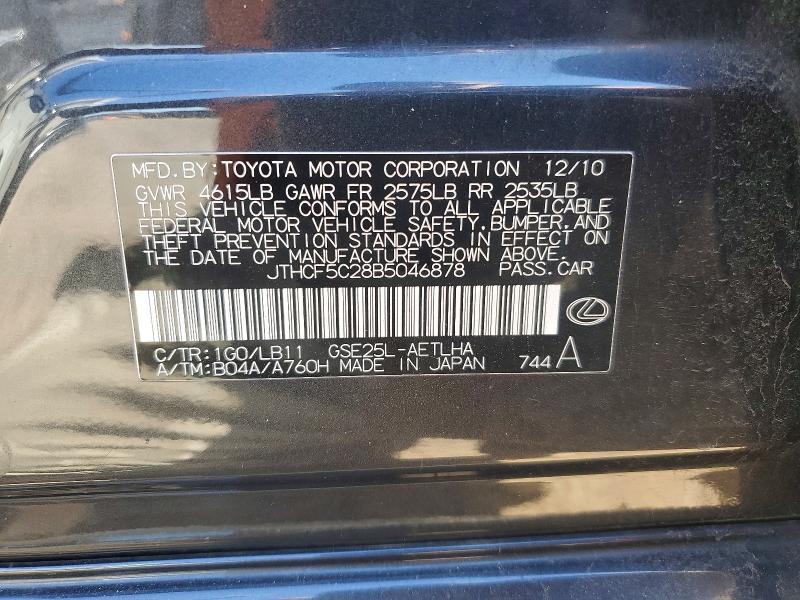 MFD.BY:TOYOTA MOTOR CORPORATION 12/10
GVWR 4615LB GAWR FR 2575LB RR 2535LB
THIS VEHICLE CONFORMS TO ALL APPLICABLE
FEDERAL MOTOR VEHICLE SAFETY,BUMPER,AND
THEFT PREVENTION STANDARDS IN EFFECT ON
THE DATE OF MANUFACTURE SHOWN ABOVE.
JTHCF5C28B5046878 PASS.CAR
C/TR:1G0/LB11 GSE25L-AETLHA
A/TM:B04A/A760H MADE IN JAPAN 744 A